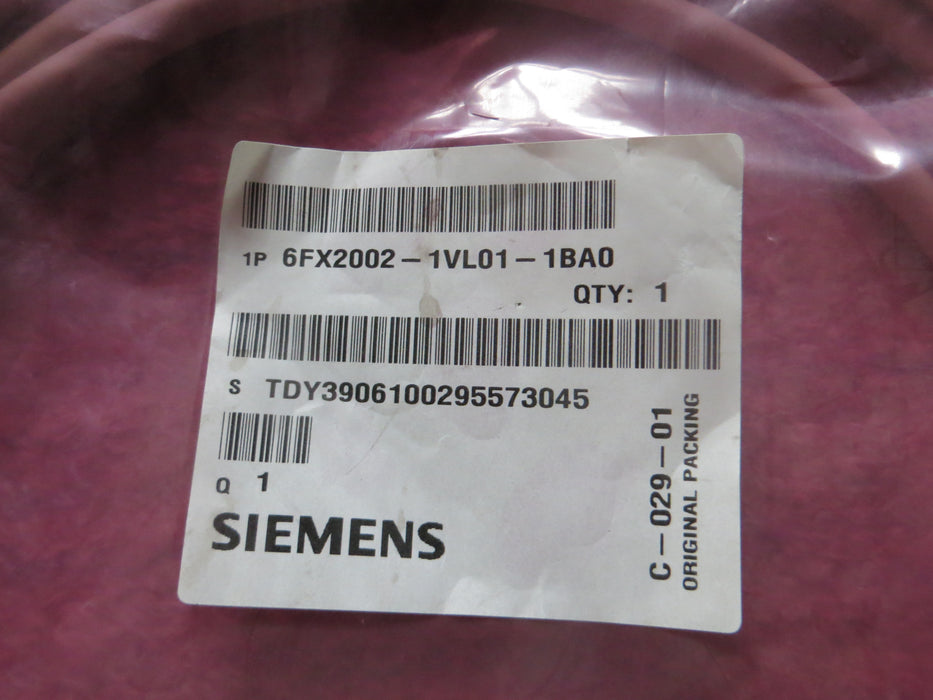 1P 6FX2002-1VL01-1BA0
QTY: 1
S TDY3906100295573045
Q 1
SIEMENS
C-029-01
ORIGINAL PACKING